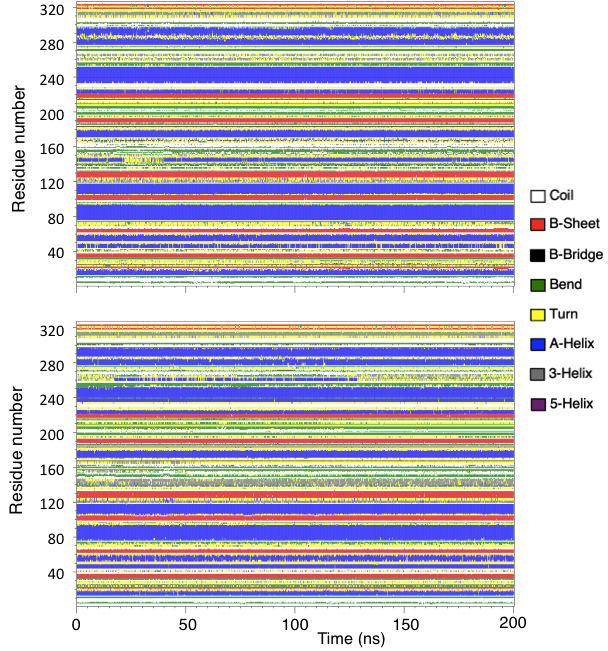 320
280
240
200
160
120
80
40
Residue number
Coil
B-Sheet
B-Bridge
Bend
Turn
A-Helix
3-Helix
5-Helix
320
280
240
200
160
120
80
40
Residue number
0 50 100 150 200
Time (ns)